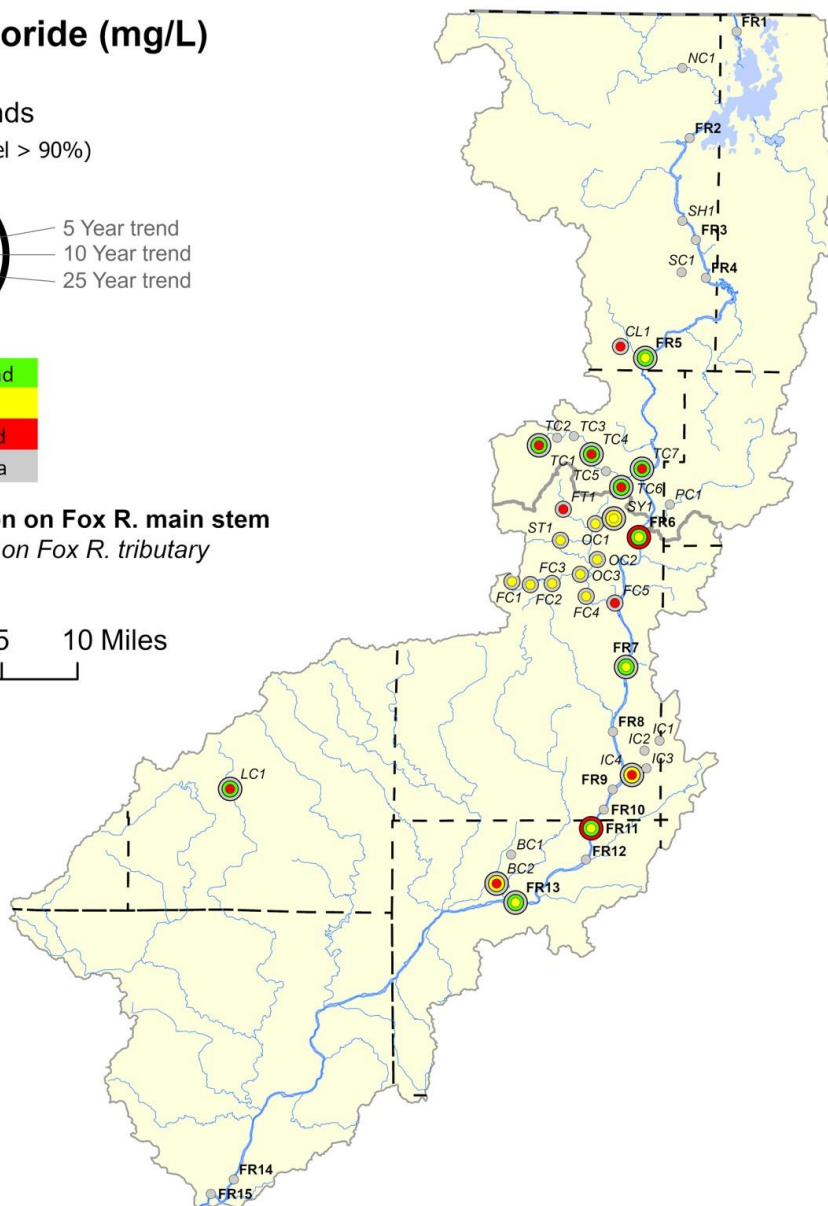 oride (mg/L)
nds
el > 90%)
5 Year trend
10 Year trend
25 Year trend
nd
d
a
on on Fox R. main stem
on Fox R. tributary
5 10 Miles
FR1
NC1
FR2
SH1
FR3
SC1
FR4
CL1
FR5
TC2 TC3
TC4
TC1
TC7
TC5
TC6
FT1
PC1
SY1
FR6
ST1
OC1
OC2
FC3
OC3
FC1
FC2
FC5
FC4
FR7
FR8
IC1
IC2
IC4
IC3
LC1
FR9
FR10
FR11
BC1
FR12
BC2
FR13
FR14
FR15